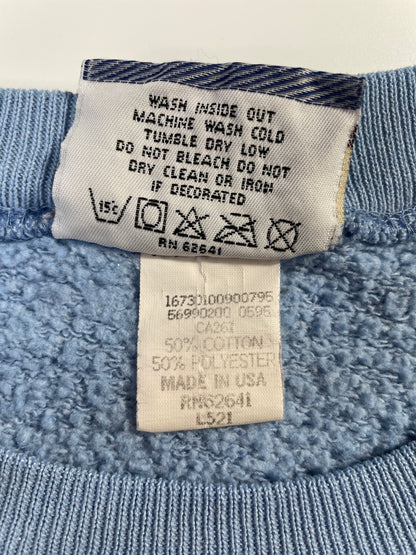 WASH INSIDE OUT
MACHINE WASH COLD
TUMBLE DRY LOW
DO NOT BLEACH DO NOT
DRY CLEAN OR IRON
IF DECORATED
15c
RN 62641
16730100900795
56990200 0595
CA267
50% COTTON
50% POLYESTER
MADE IN USA
RN62641
L521